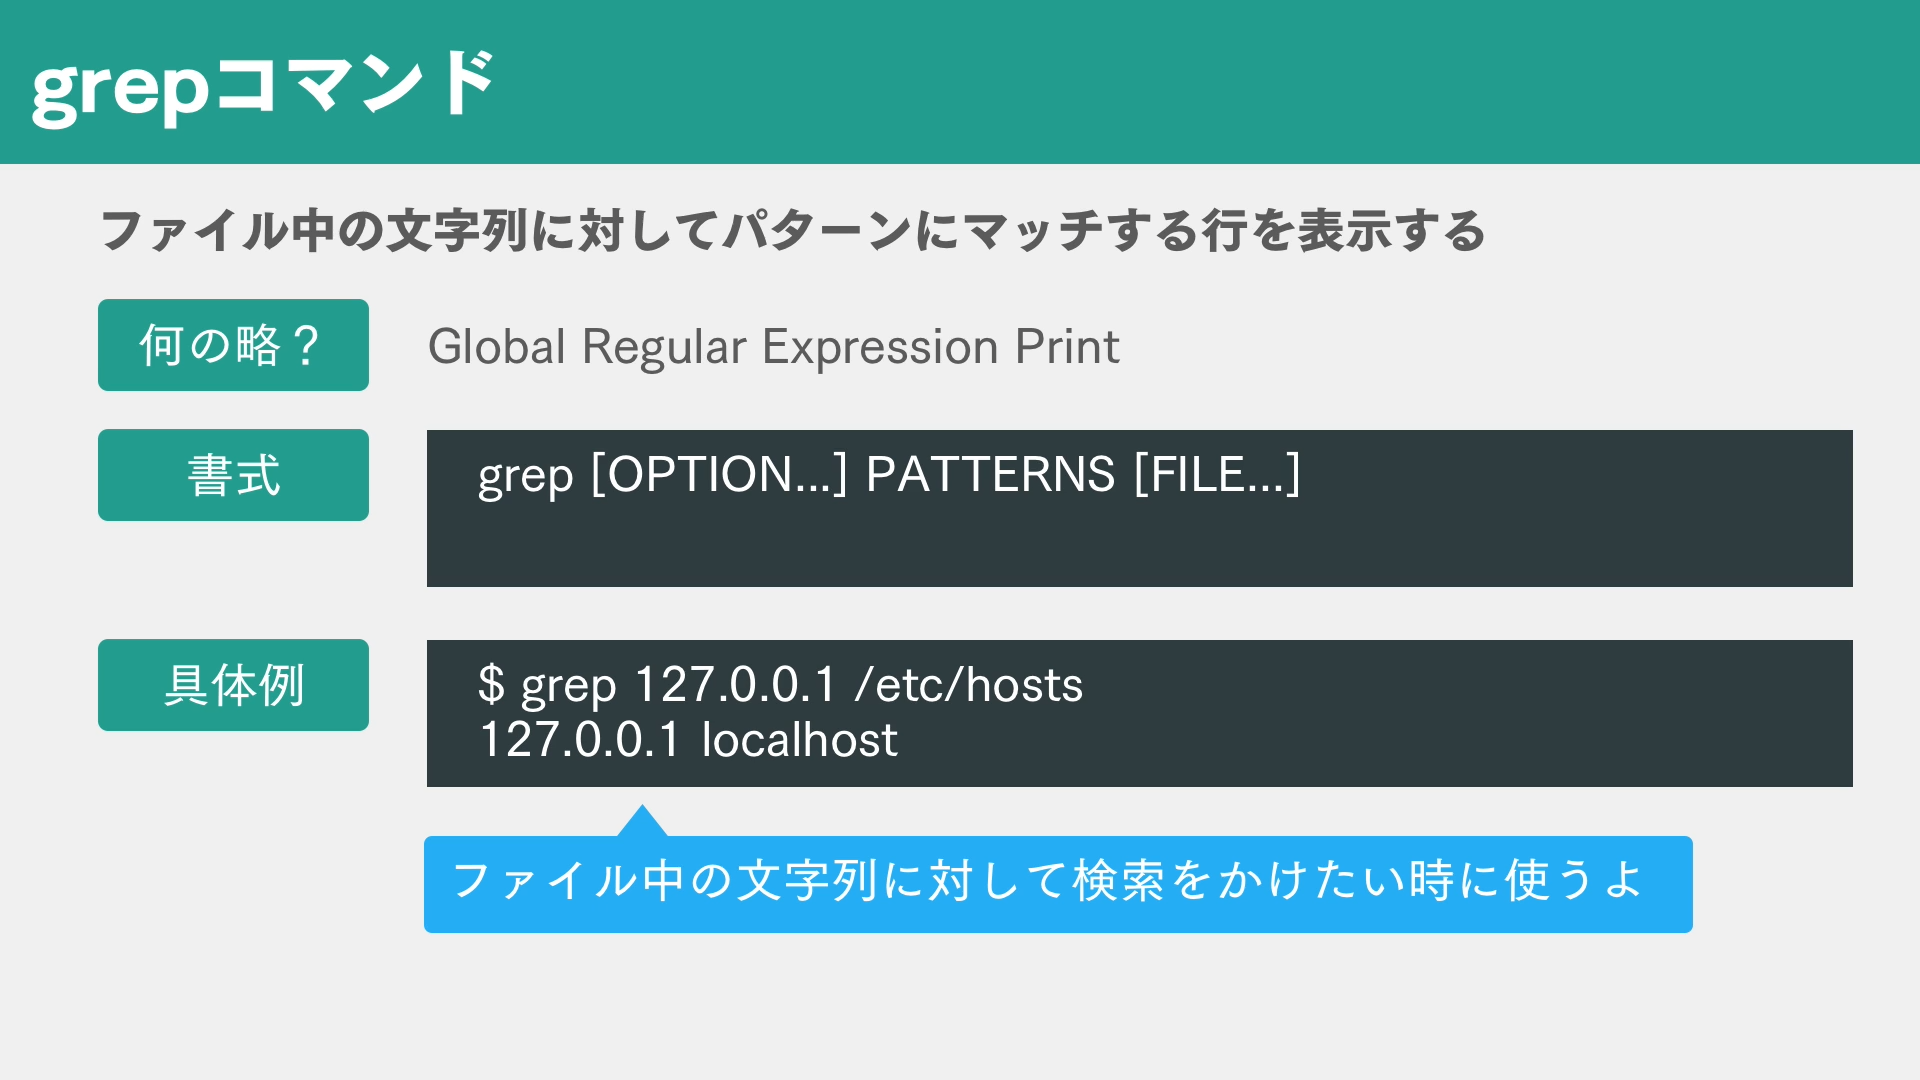 grepコマンド
ファイル中の文字列に対してパターンにマッチする行を表示する
何の略？
Global Regular Expression Print
書式
grep [OPTION...] PATTERNS [FILE...]
具体例
$ grep 127.0.0.1 /etc/hosts
127.0.0.1 localhost
ファイル中の文字列に対して検索をかけたい時に使うよ